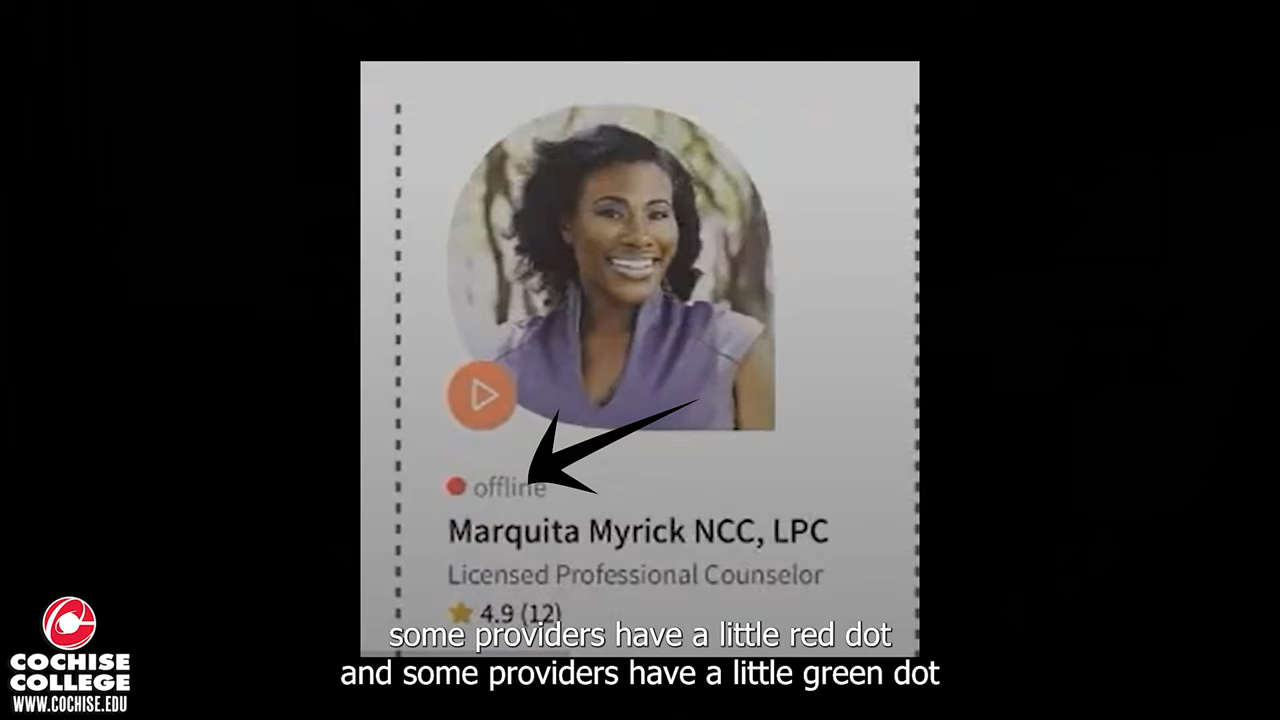 offline
Marquita Myrick NCC, LPC
Licensed Professional Counselor
4.9 (12)
some providers have a little red dot
and some providers have a little green dot
COCHISE
COLLEGE
WWW.COCHISE.EDU